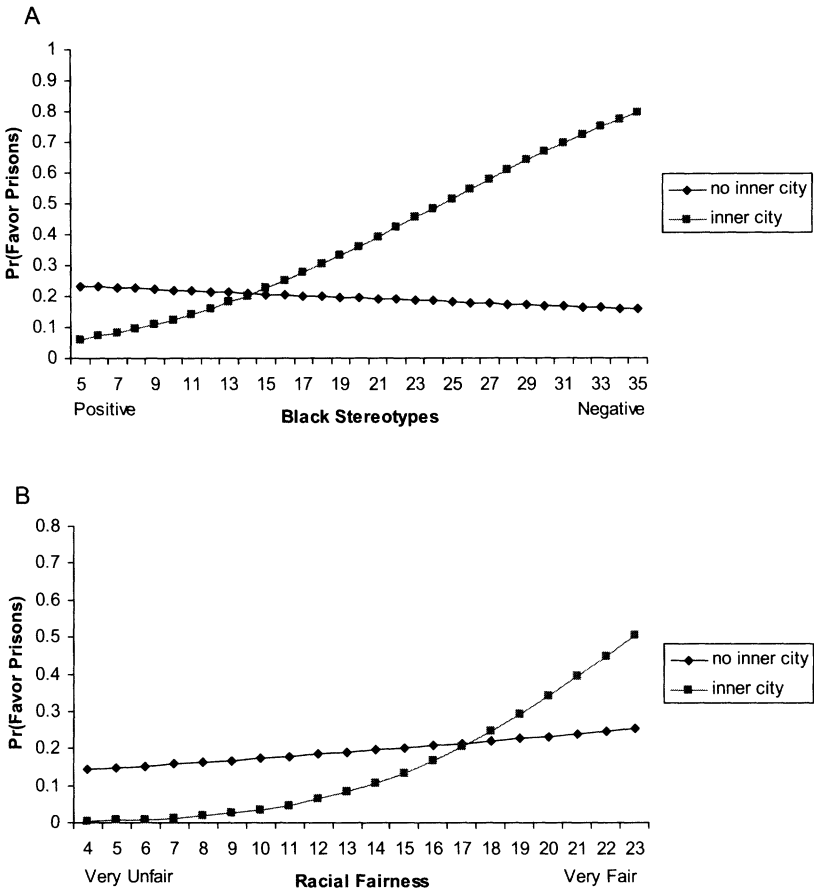 A
1
0.9
0.8
0.7
0.6
0.5
0.4
0.3
0.2
0.1
0
Pr(Favor Prisons)
5 7 9 11 13 15 17 19 21 23 25 27 29 31 33 35
Positive Negative
Black Stereotypes
no inner city
inner city
B
0.8
0.7
0.6
0.5
0.4
0.3
0.2
0.1
0
Pr(Favor Prisons)
4 5 6 7 8 9 10 11 12 13 14 15 16 17 18 19 20 21 22 23
Very Unfair Very Fair
Racial Fairness
no inner city
inner city